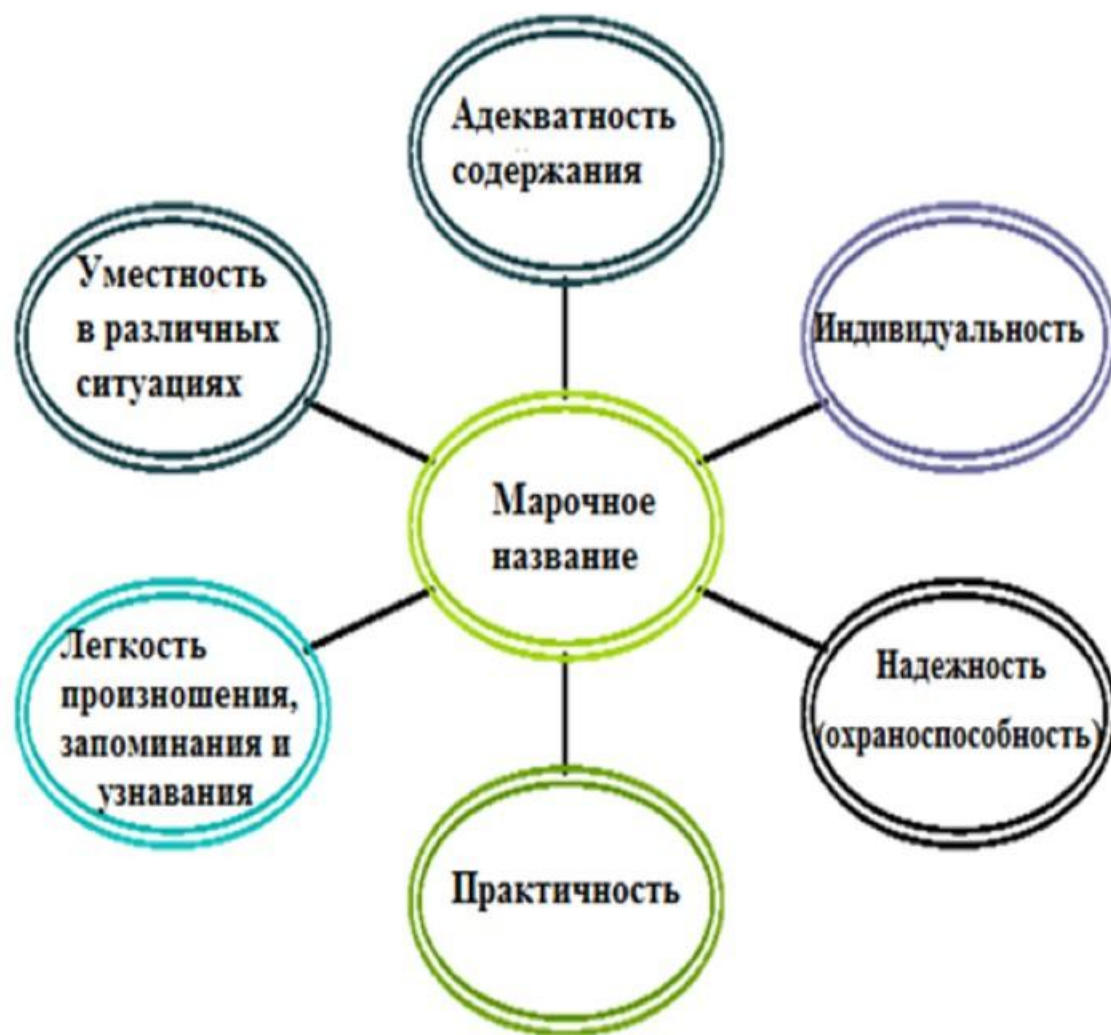 Адекватность
содержания
Уместность
в различных
ситуациях
Индивидуальность
Марочное
название
Легкость
произношения,
запоминания и
узнавания
Надежность
(охраноспособность)
Практичность